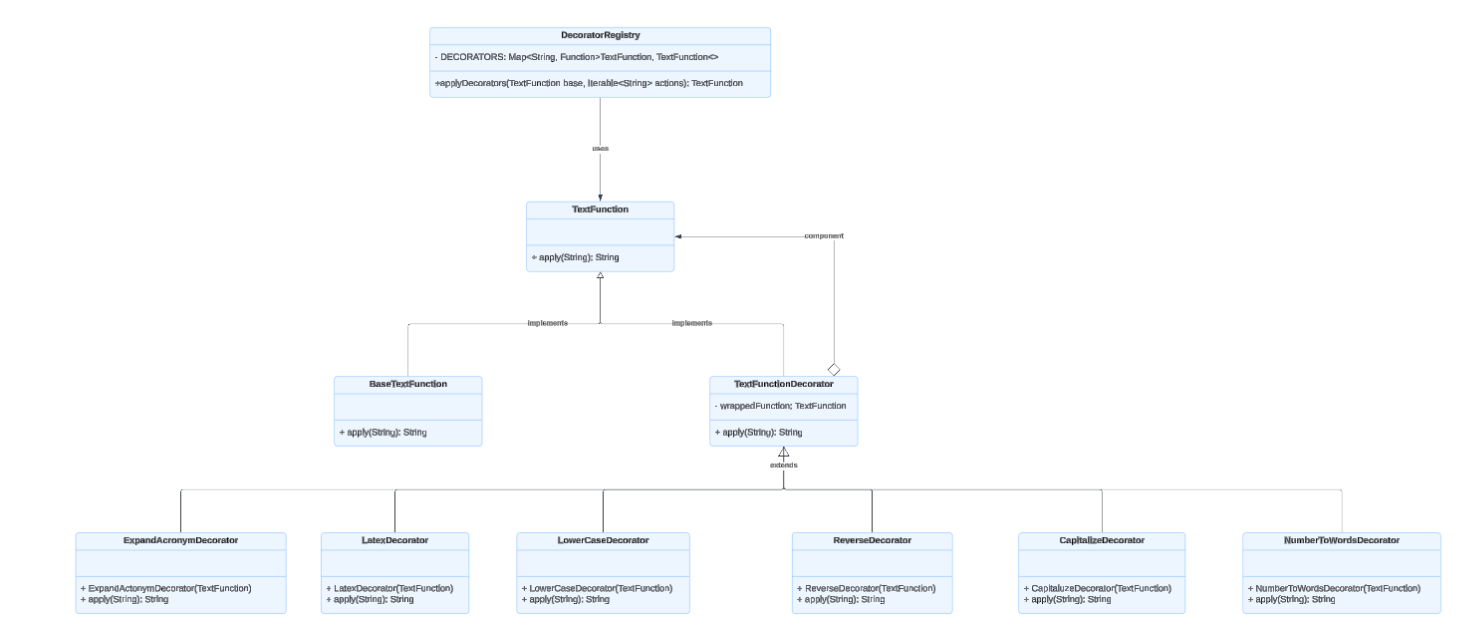 DecoratorRegistry
- DECORATORS: Map<String, Function>TextFunction, TextFunction<>
+applyDecorators(TextFunction base, Iterable<String> actions): TextFunction
uses
TextFunction
component
+ apply(String): String
implements
implements
BaseTextFunction
TextFunctionDecorator
- wrappedFunction: TextFunction
+ apply(String): String
+ apply(String): String
extends
ExpandAcronymDecorator
LatexDecorator
LowerCaseDecorator
ReverseDecorator
CapitalizeDecorator
NumberToWordsDecorator
+ ExpandActonymDecorator(TextFunction)
+ apply(String): String
+ LatexDecorator(TextFunction)
+ apply(String): String
+ LowerCaseDecorator(TextFunction)
+ apply(String): String
+ ReverseDecorator(TextFunction)
+ apply(String): String
+ CapitaluzeDecorator(TextFunction)
+ apply(String): String
+ NumberToWordsDecorator(TextFunction)
+ apply(String): String